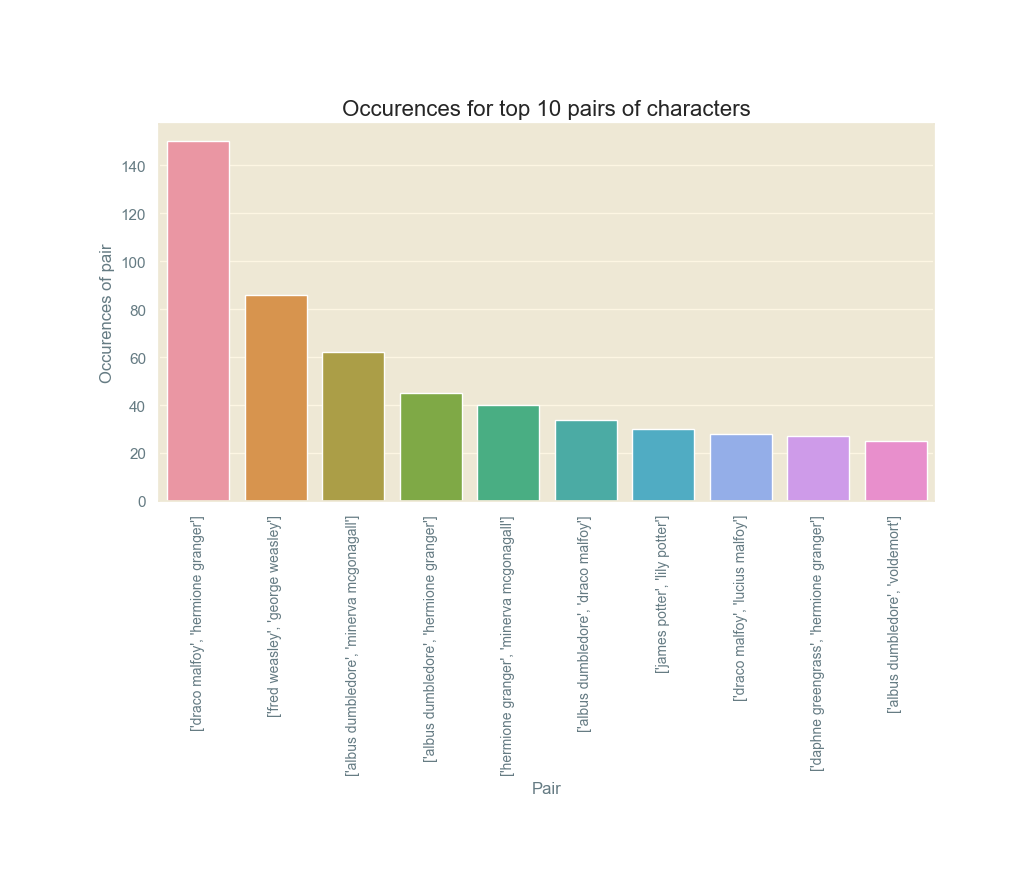 Occurences for top 10 pairs of characters
Occurences of pair
140
120
100
80
60
40
20
0
['draco malfoy', 'hermione granger']
['fred weasley', 'george weasley']
['albus dumbledore', 'minerva mcgonagall']
['albus dumbledore', 'hermione granger']
['hermione granger', 'minerva mcgonagall']
['albus dumbledore', 'draco malfoy']
['james potter', 'lily potter']
['draco malfoy', 'lucius malfoy']
['daphne greengrass', 'hermione granger']
['albus dumbledore', 'voldemort']
Pair